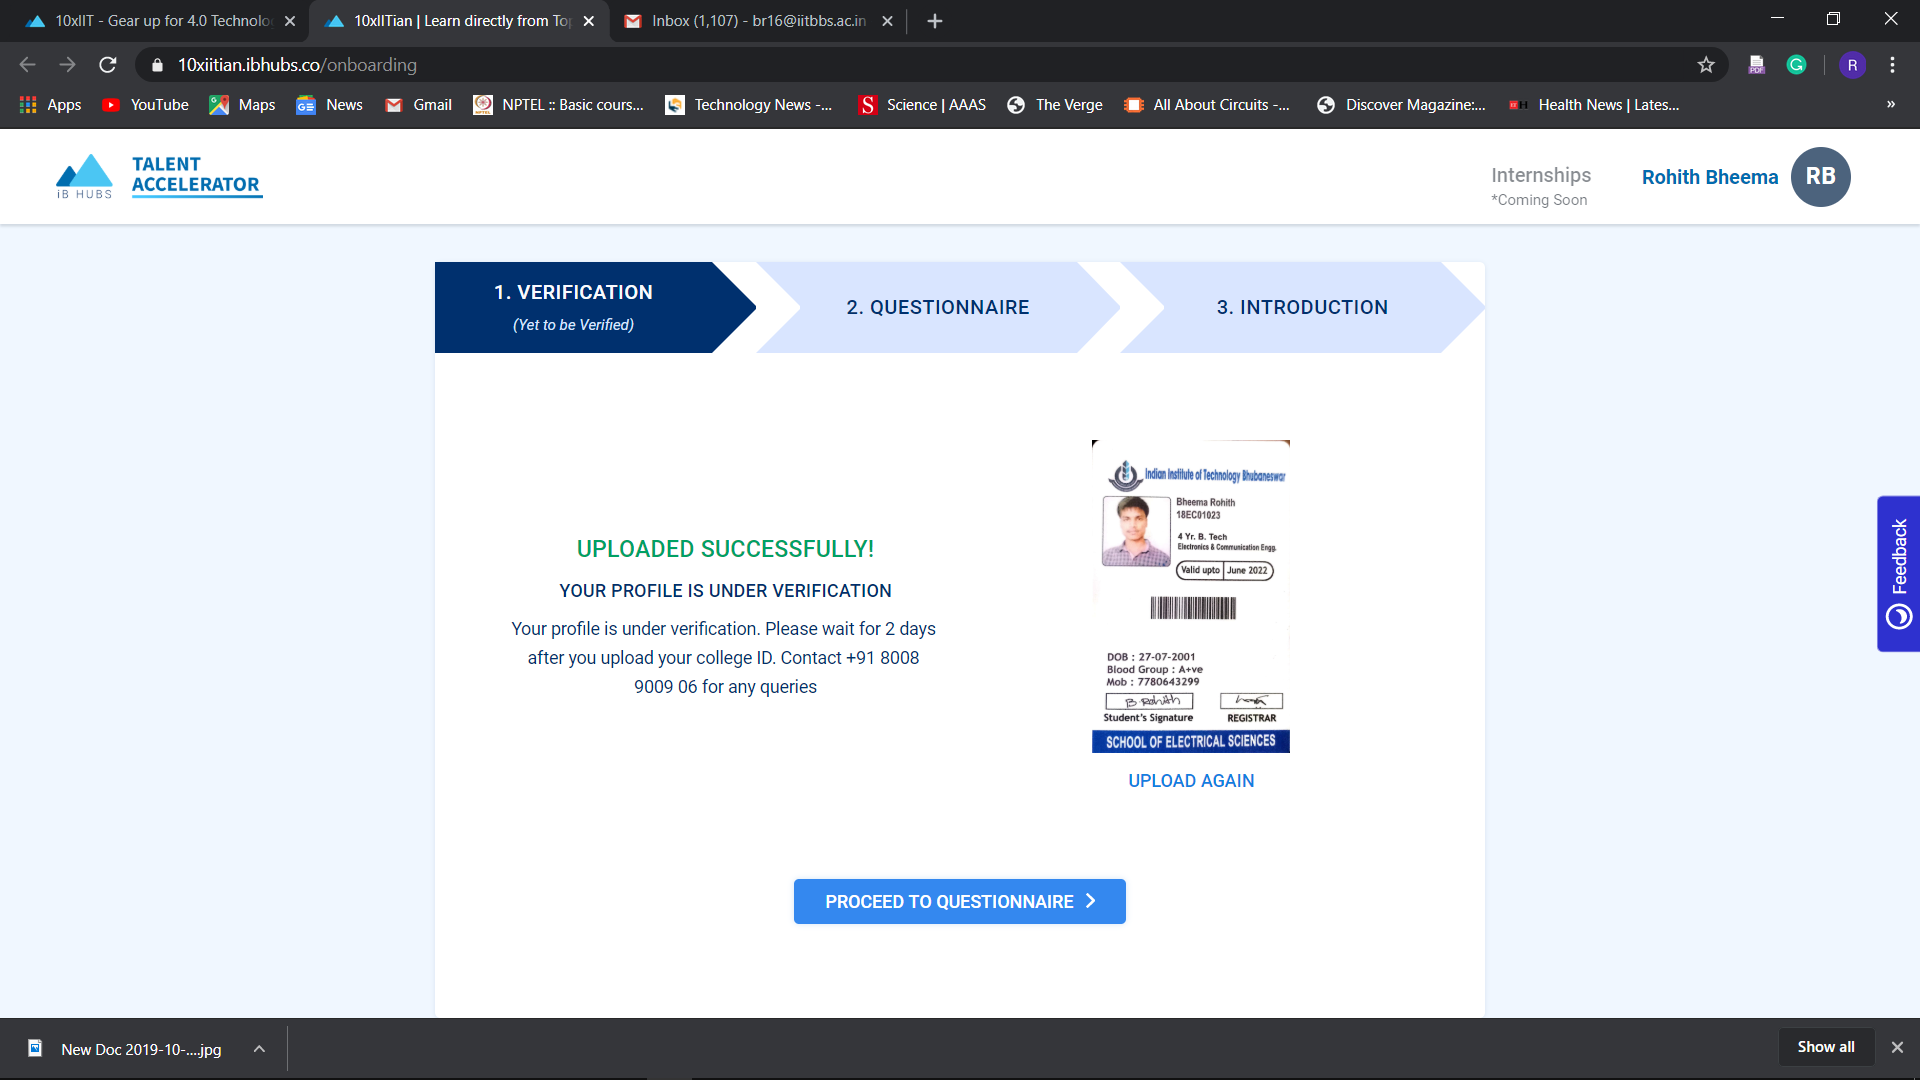 10xIIT - Gear up for 4.0 Technolo
10xIITian | Learn directly from To
Inbox (1,107) - br16@iitbbs.ac.in
10xiitian.ibhubs.co/onboarding
R
Apps
YouTube
Maps
News
Gmail
NPTEL :: Basic cours...
Technology News -...
Science | AAAS
The Verge
All About Circuits -...
Discover Magazine:...
Health News | Lates...
»
iB HUBS
TALENT
ACCELERATOR
Internships
*Coming Soon
Rohith Bheema
RB
1. VERIFICATION
(Yet to be Verified)
2. QUESTIONNAIRE
3. INTRODUCTION
UPLOADED SUCCESSFULLY!
YOUR PROFILE IS UNDER VERIFICATION
Your profile is under verification. Please wait for 2 days
after you upload your college ID. Contact +91 8008
9009 06 for any queries
Indian Institute of Technology Bhubaneswar
Bheema Rohith
18EC01023
4 Yr. B. Tech
Electronics & Communication Engg.
Valid upto June 2022
DOB : 27-07-2001
Blood Group : A+ve
Mob : 7780643299
B Rohith
Student's Signature
REGISTRAR
SCHOOL OF ELECTRICAL SCIENCES
UPLOAD AGAIN
PROCEED TO QUESTIONNAIRE
Feedback
New Doc 2019-10-....jpg
Show all